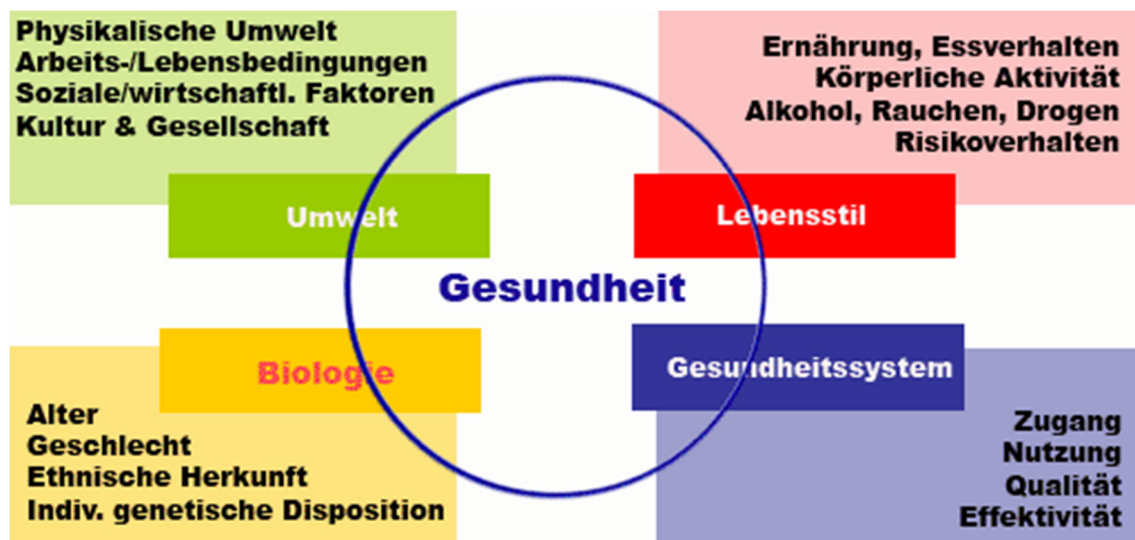 Physikalische Umwelt
Arbeits-/Lebensbedingungen
Soziale/wirtschaftl. Faktoren
Kultur & Gesellschaft
Umwelt
Ernährung, Essverhalten
Körperliche Aktivität
Alkohol, Rauchen, Drogen
Risikoverhalten
Lebensstil
Gesundheit
Biologie
Alter
Geschlecht
Ethnische Herkunft
Indiv. genetische Disposition
Gesundheitssystem
Zugang
Nutzung
Qualität
Effektivität